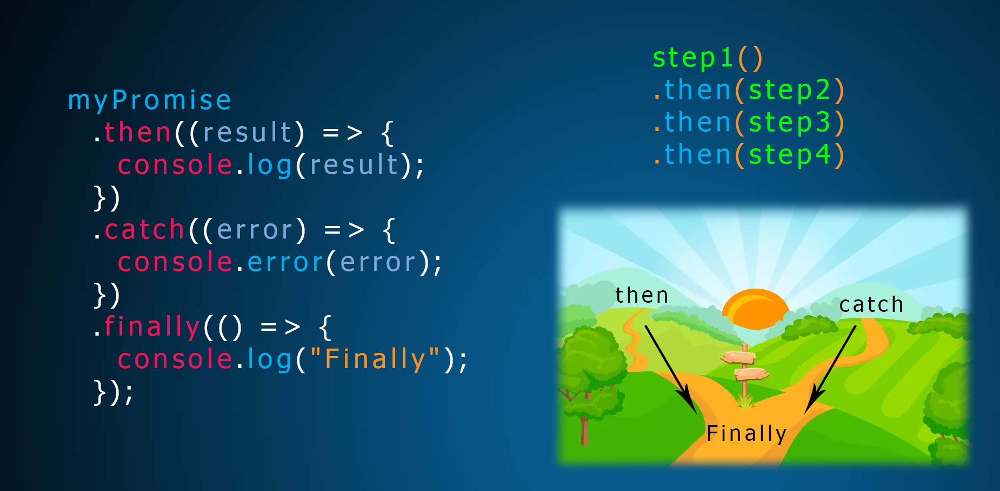 myPromise
.then((result) => {
console.log(result);
})
.catch((error) => {
console.error(error);
})
.finally(() => {
console.log("Finally");
});
step1()
.then(step2)
.then(step3)
.then(step4)
then
catch
Finally